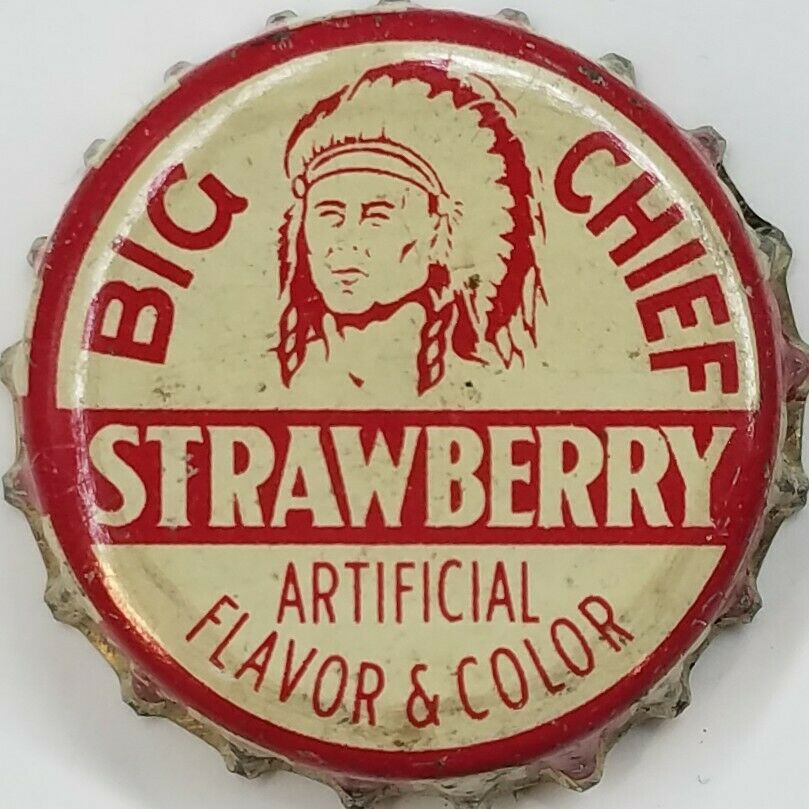 BIG CHIEF
STRAWBERRY
ARTIFICIAL
FLAVOR & COLOR